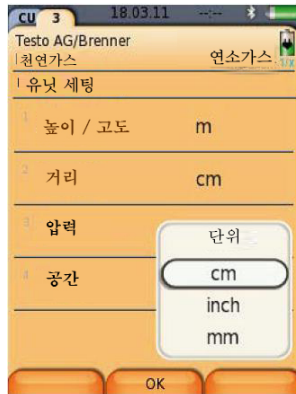 CU 3 18.03.11 --:--
Testo AG/Brenner
천연가스 연소가스 1/x
유닛 세팅
1 높이 / 고도 m
2 거리 cm
3 압력
4 공간
단위
cm
inch
mm
OK